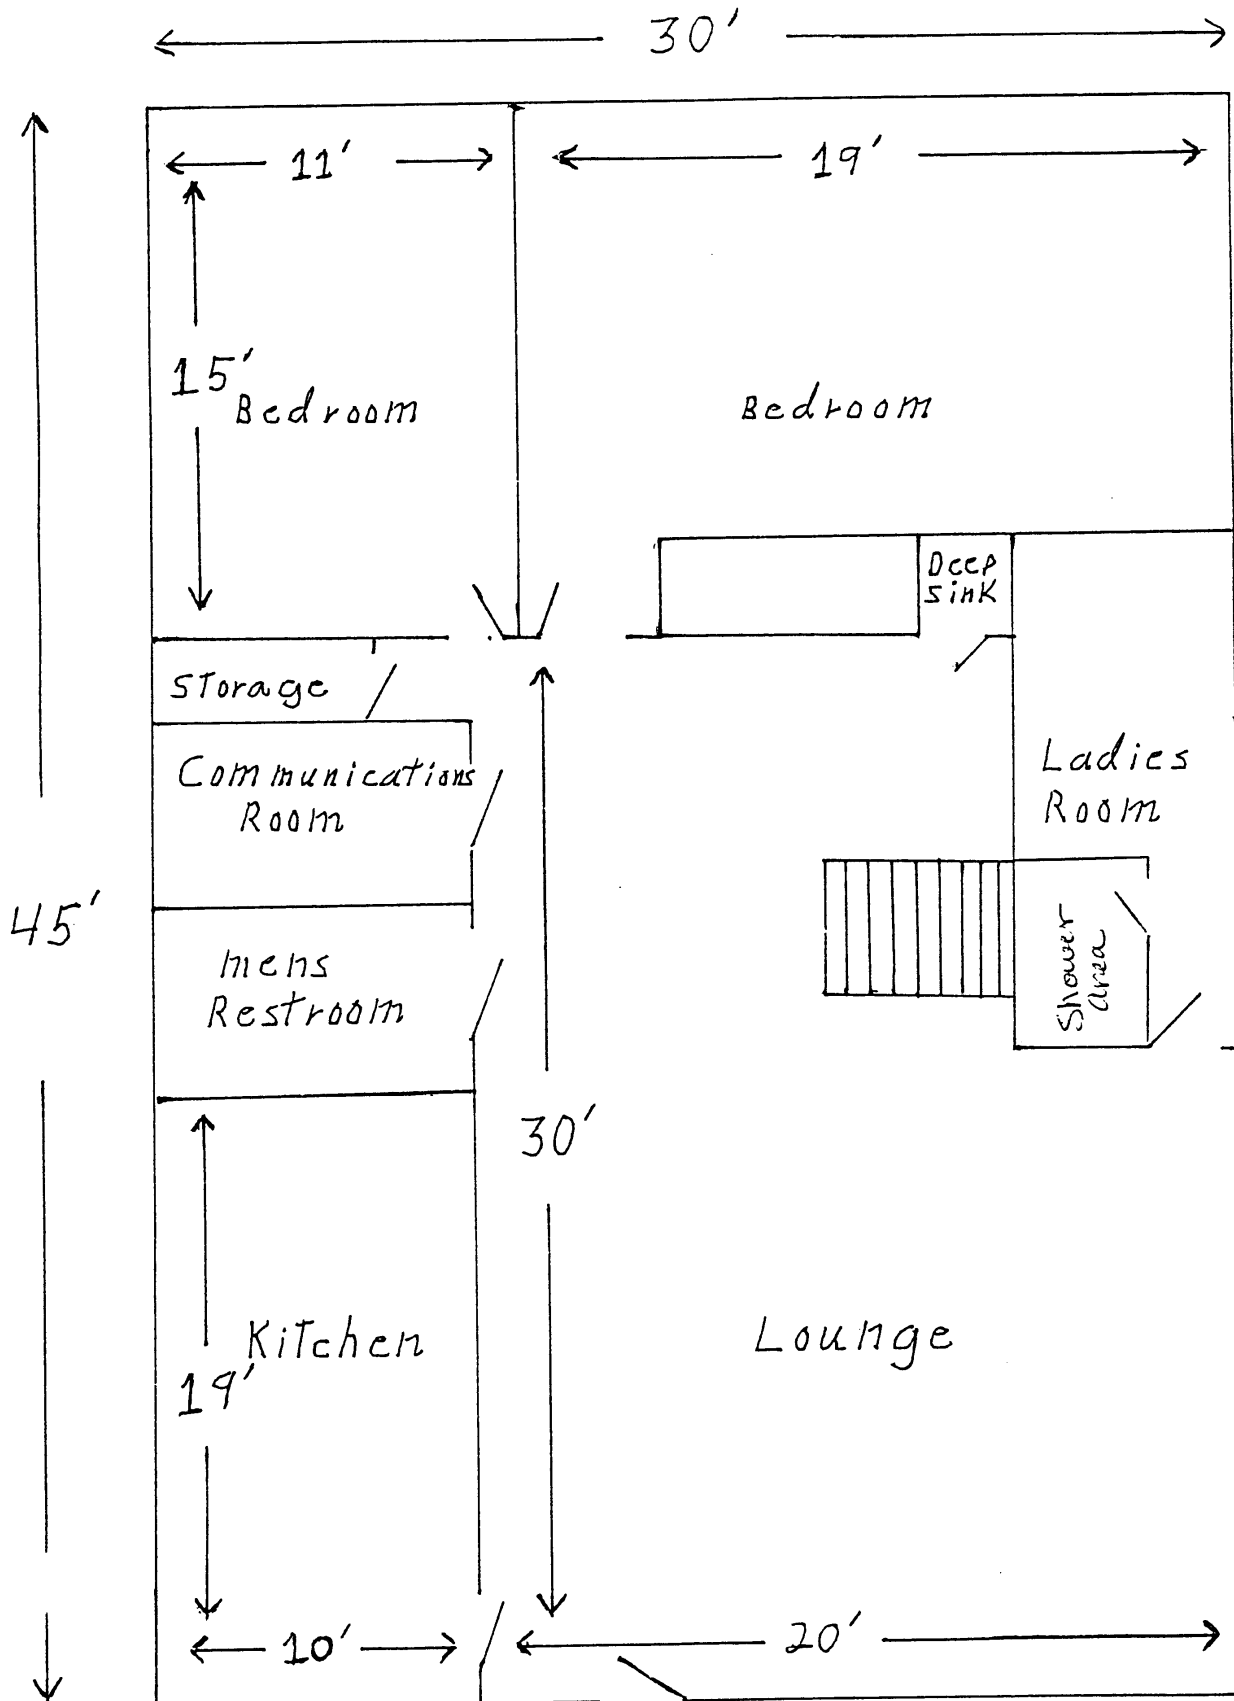 30'
11'
19'
15'
Bedroom
Bedroom
Deep
sink
Storage
Communications
Room
Ladies
Room
45'
mens
Restroom
Shower
area
30'
Kitchen
Lounge
19'
10'
20'